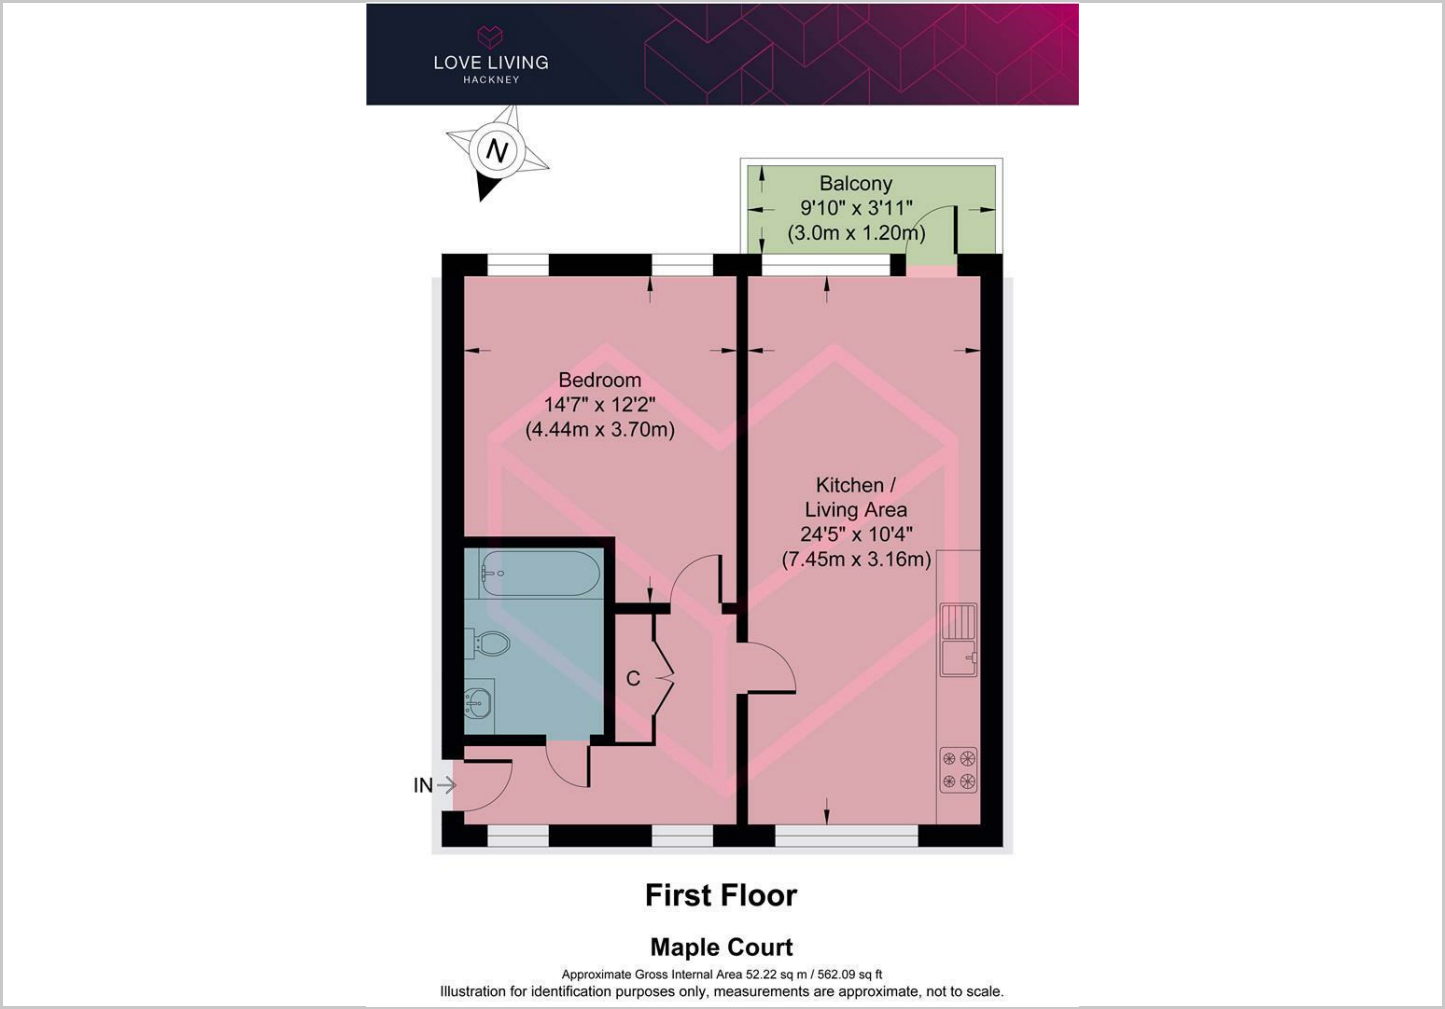 LOVE LIVING
HACKNEY
N
Balcony
9'10" x 3'11"
(3.0m x 1.20m)
Bedroom
14'7" x 12'2"
(4.44m x 3.70m)
Kitchen /
Living Area
24'5" x 10'4"
(7.45m x 3.16m)
C
IN
First Floor
Maple Court
Approximate Gross Internal Area 52.22 sq m / 562.09 sq ft
Illustration for identification purposes only, measurements are approximate, not to scale.